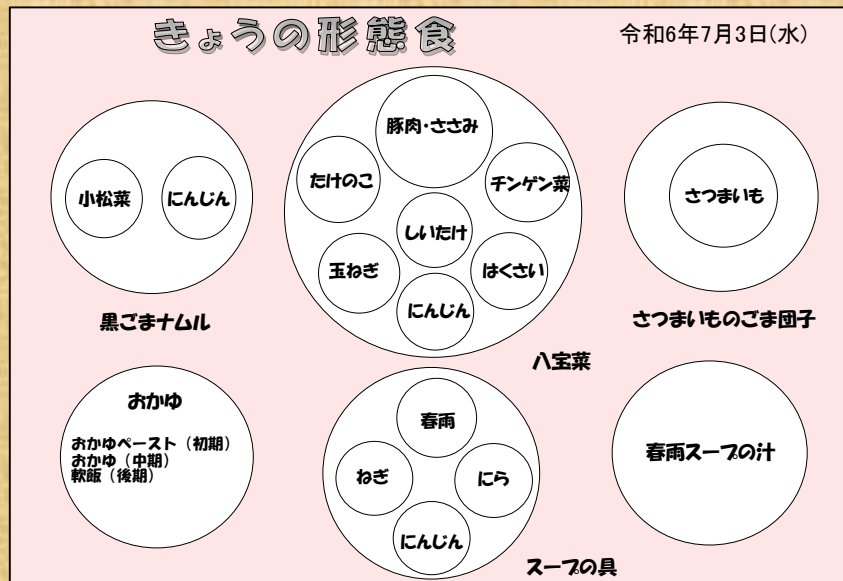 きょうの形態食
令和6年7月3日(水)
小松菜
にんじん
黒ごまナムル
豚肉・ささみ
たけのこ
チンゲン菜
しいたけ
玉ねぎ
はくさい
にんじん
八宝菜
さつまいも
さつまいものごま団子
おかゆ
おかゆペースト（初期）
おかゆ（中期）
軟飯（後期）
春雨
ねぎ
にら
にんじん
スープの具
春雨スープの汁